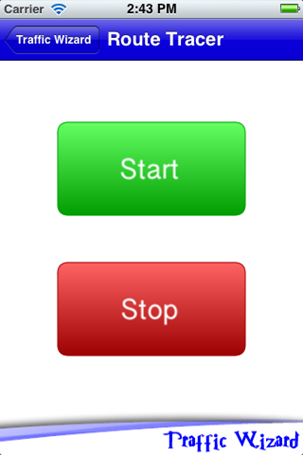 Carrier 2:43 PM
Traffic Wizard Route Tracer
Start
Stop
Traffic Wizard